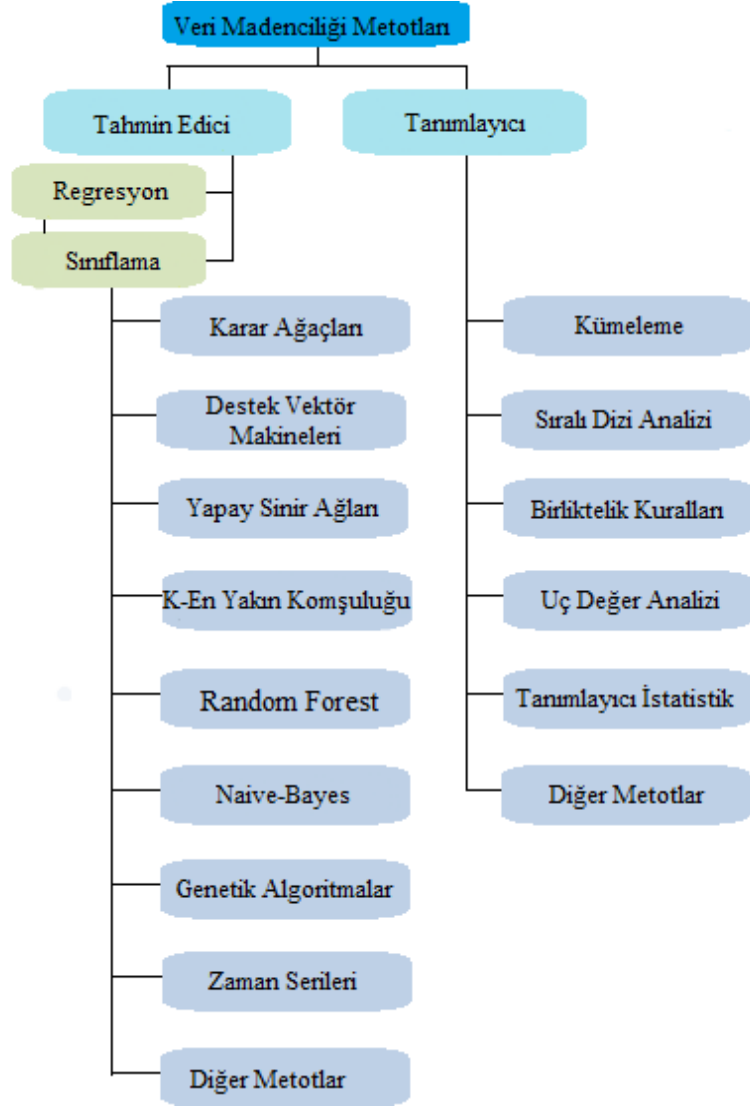 Veri Madenciliği Metotları
Tahmin Edici
Tanımlayıcı
Regresyon
Sınıflama
Karar Ağaçları
Destek Vektör
Makineleri
Yapay Sinir Ağları
K-En Yakın Komşuluğu
Random Forest
Naive-Bayes
Genetik Algoritmalar
Zaman Serileri
Diğer Metotlar
Kümeleme
Sıralı Dizi Analizi
Birliktelik Kuralları
Uç Değer Analizi
Tanımlayıcı İstatistik
Diğer Metotlar